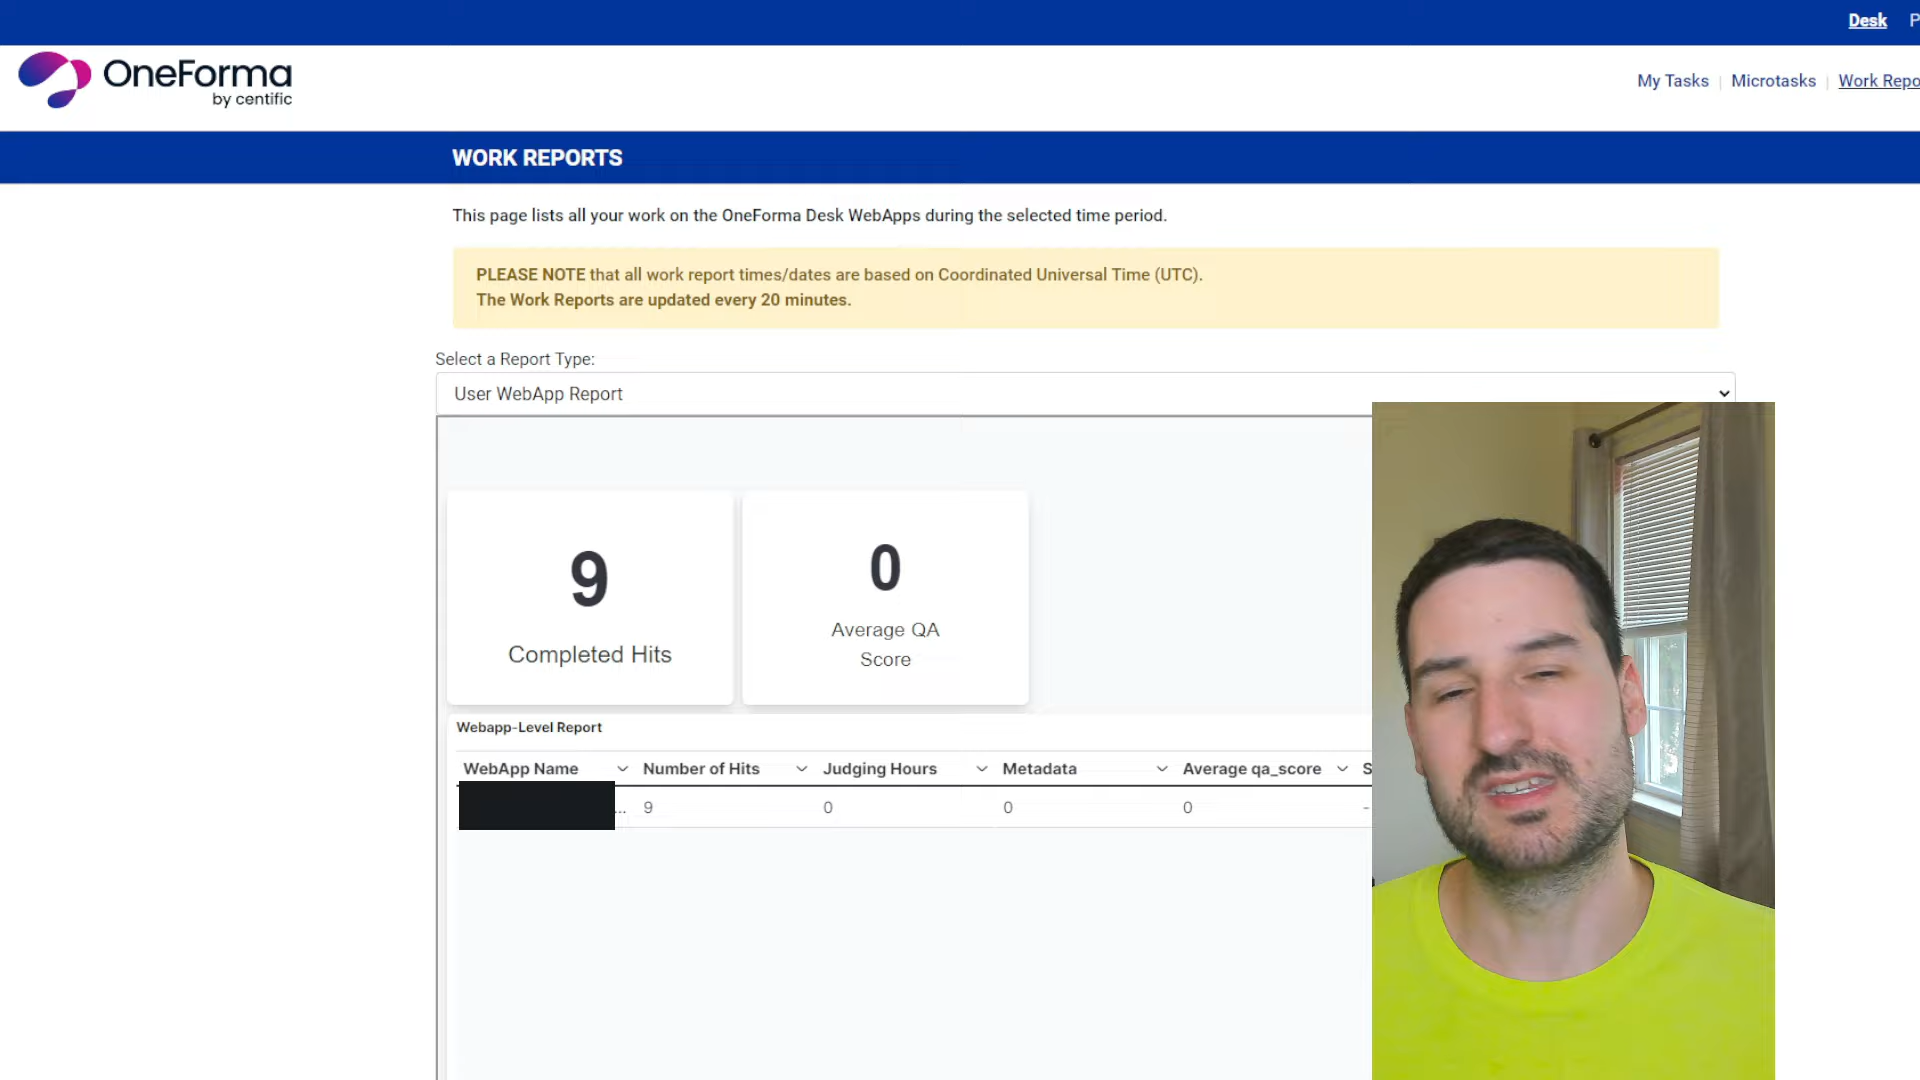 Desk
OneForma
by centific
My Tasks | Microtasks | Work Repo
WORK REPORTS
This page lists all your work on the OneForma Desk WebApps during the selected time period.
PLEASE NOTE that all work report times/dates are based on Coordinated Universal Time (UTC).
The Work Reports are updated every 20 minutes.
Select a Report Type:
User WebApp Report
9
Completed Hits
0
Average QA
Score
Webapp-Level Report
WebApp Name Number of Hits Judging Hours Metadata Average qa_score S
... 9 0 0 0 -